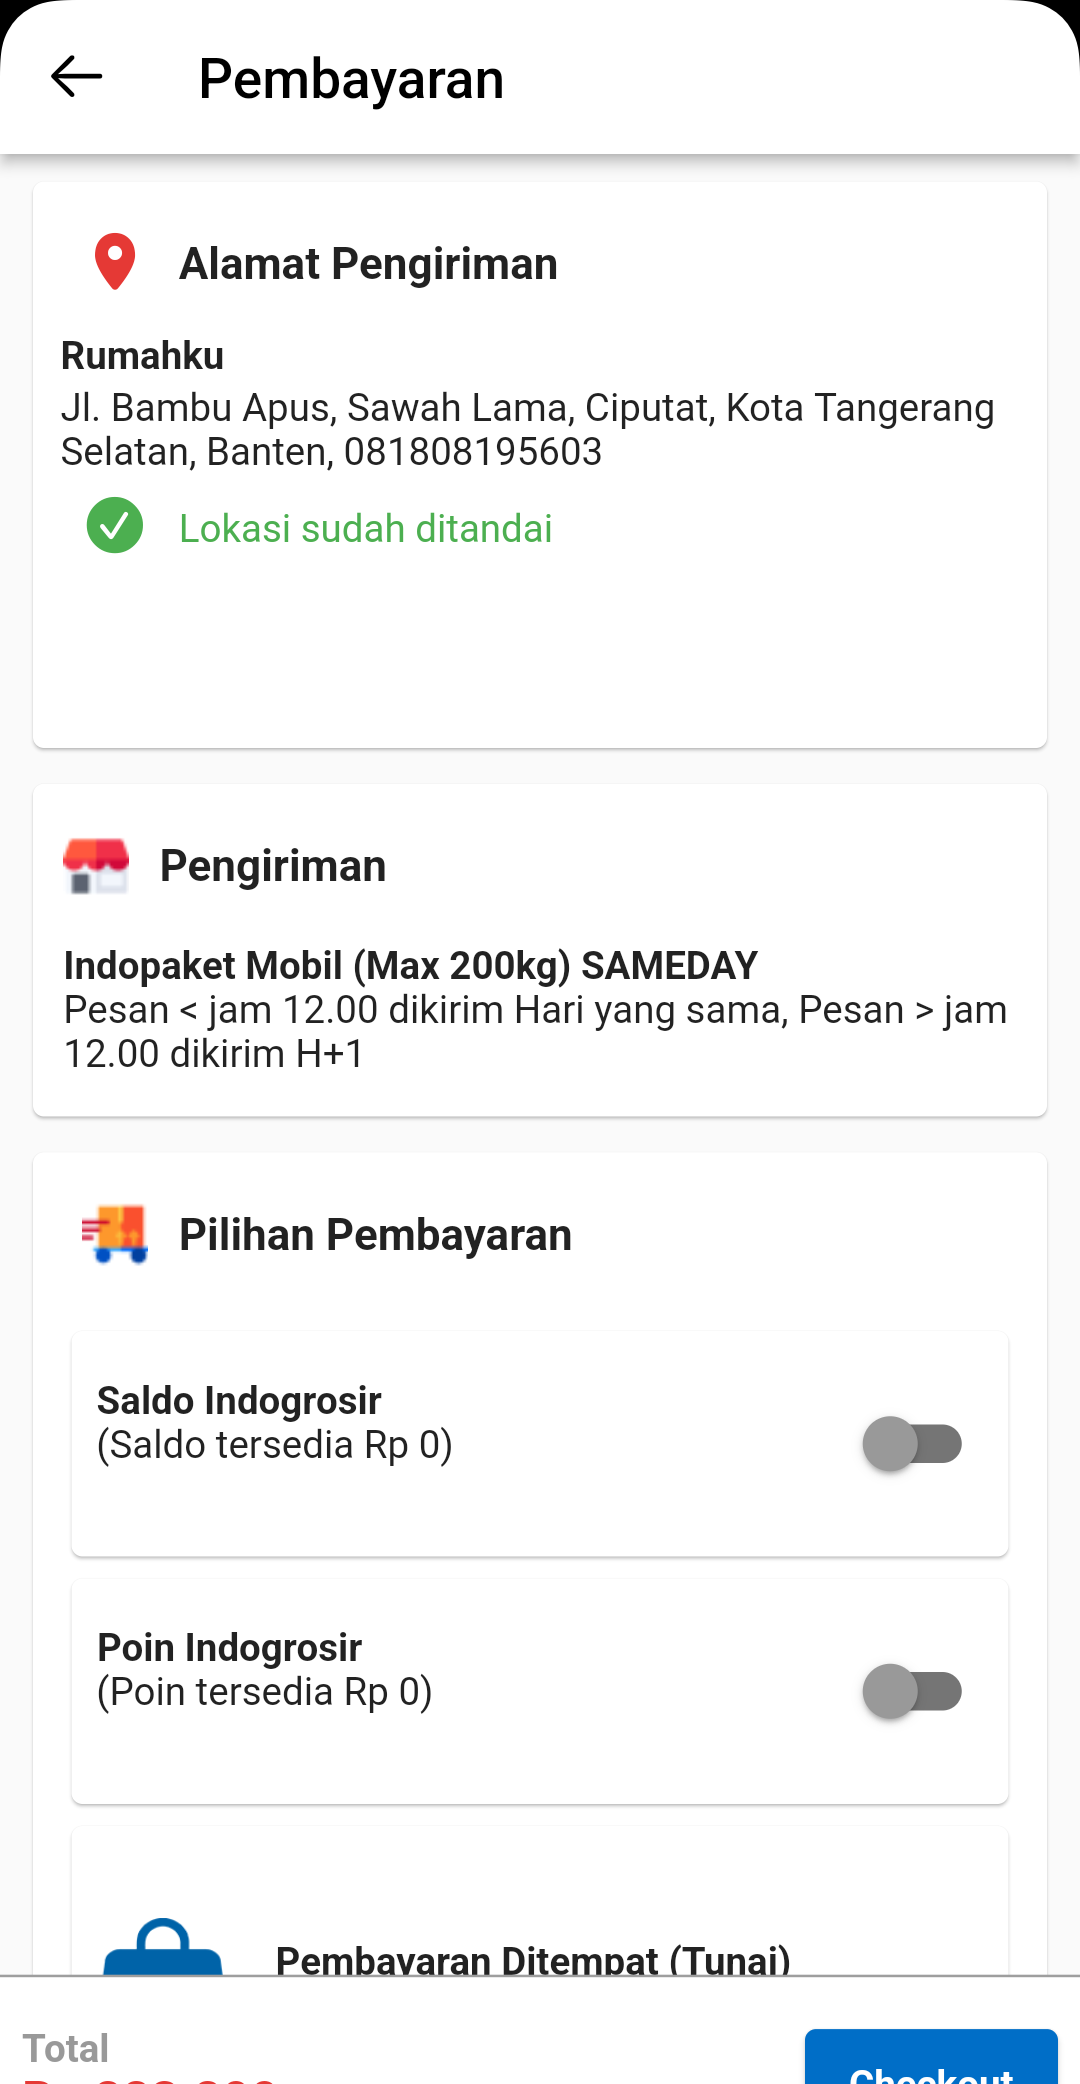 Pembayaran
Alamat Pengiriman
Rumahku
Jl. Bambu Apus, Sawah Lama, Ciputat, Kota Tangerang
Selatan, Banten, 081808195603
Lokasi sudah ditandai
Pengiriman
Indopaket Mobil (Max 200kg) SAMEDAY
Pesan < jam 12.00 dikirim Hari yang sama, Pesan > jam
12.00 dikirim H+1
Pilihan Pembayaran
Saldo Indogrosir
(Saldo tersedia Rp 0)
Poin Indogrosir
(Poin tersedia Rp 0)
Pembayaran Ditempat (Tunai)
Total
Checkout